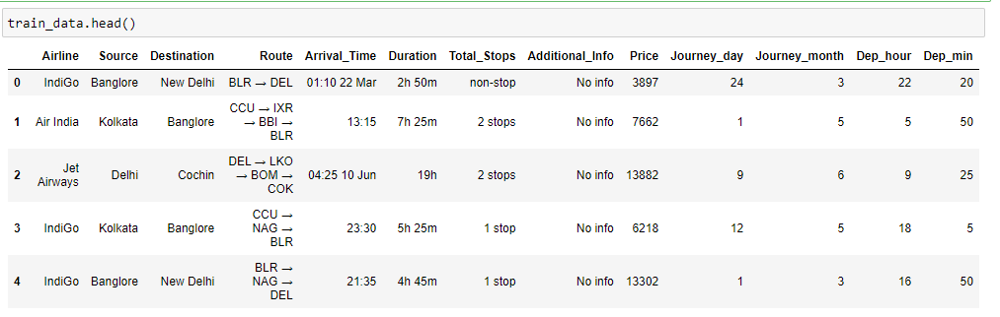 train_data.head()
Airline Source Destination Route Arrival_Time Duration Total_Stops Additional_Info Price Journey_day Journey_month Dep_hour Dep_min
0 IndiGo Banglore New Delhi BLR → DEL 01:10 22 Mar 2h 50m non-stop No info 3897 24 3 22 20
CCU → IXR
1 Air India Kolkata Banglore → BBI → 13:15 7h 25m 2 stops No info 7662 1 5 5 50
BLR
DEL → LKO
2 Jet Airways Delhi Cochin → BOM → 04:25 10 Jun 19h 2 stops No info 13882 9 6 9 25
COK
CCU →
3 IndiGo Kolkata Banglore NAG → 23:30 5h 25m 1 stop No info 6218 12 5 18 5
BLR
BLR →
4 IndiGo Banglore New Delhi NAG → 21:35 4h 45m 1 stop No info 13302 1 3 16 50
DEL